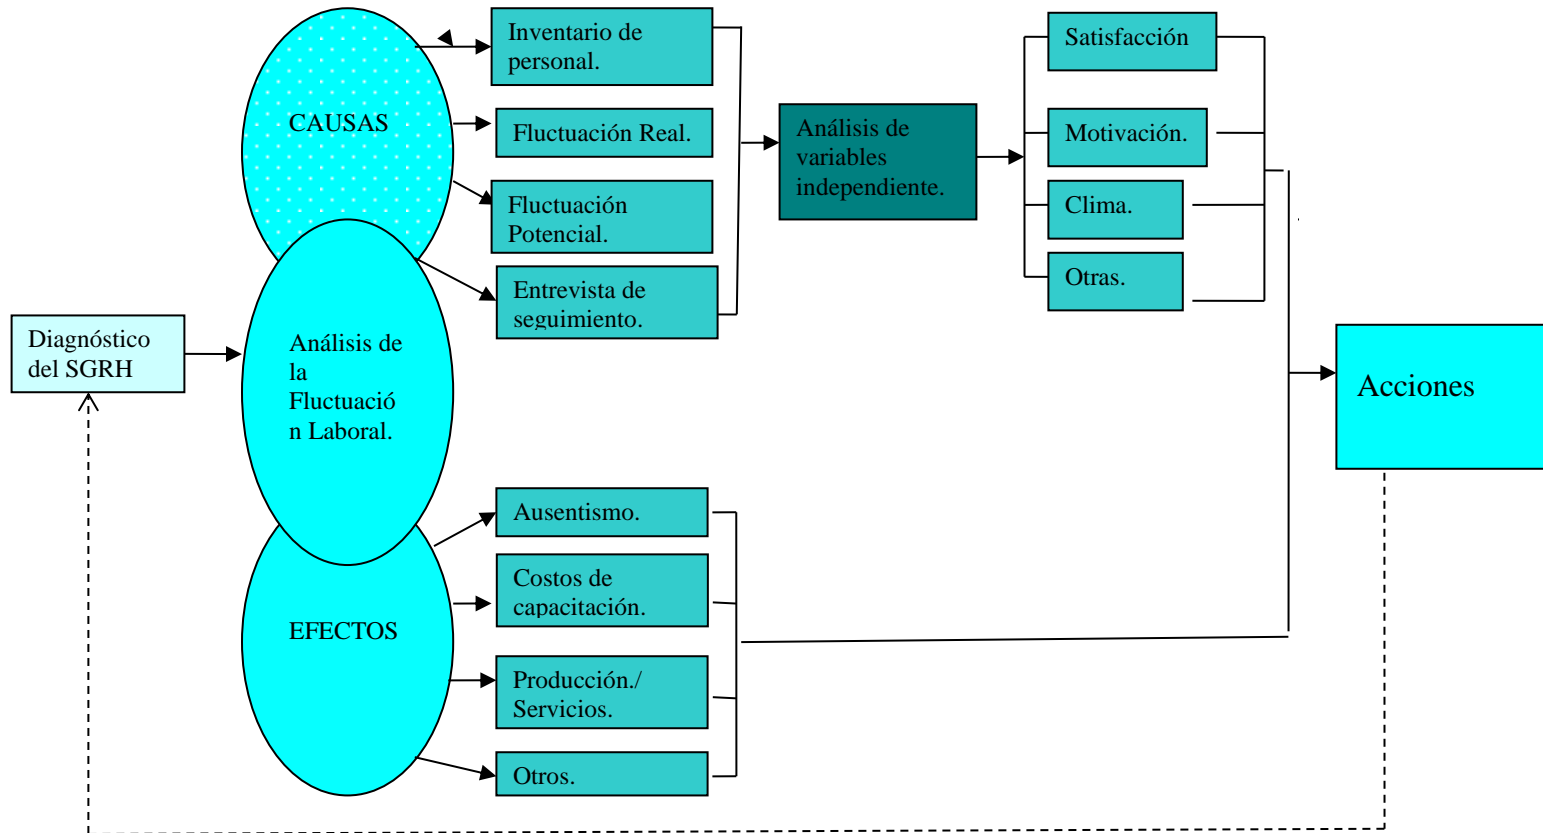 Inventario de
personal.
Satisfacción
CAUSAS
Fluctuación Real.
Análisis de
variables
independiente.
Motivación.
Fluctuación
Potencial.
Clima.
Entrevista de
seguimiento.
Otras.
Diagnóstico
del SGRH
Análisis de
la
Fluctuació
n Laboral.
Acciones
Ausentismo.
Costos de
capacitación.
EFECTOS
Producción./
Servicios.
Otros.